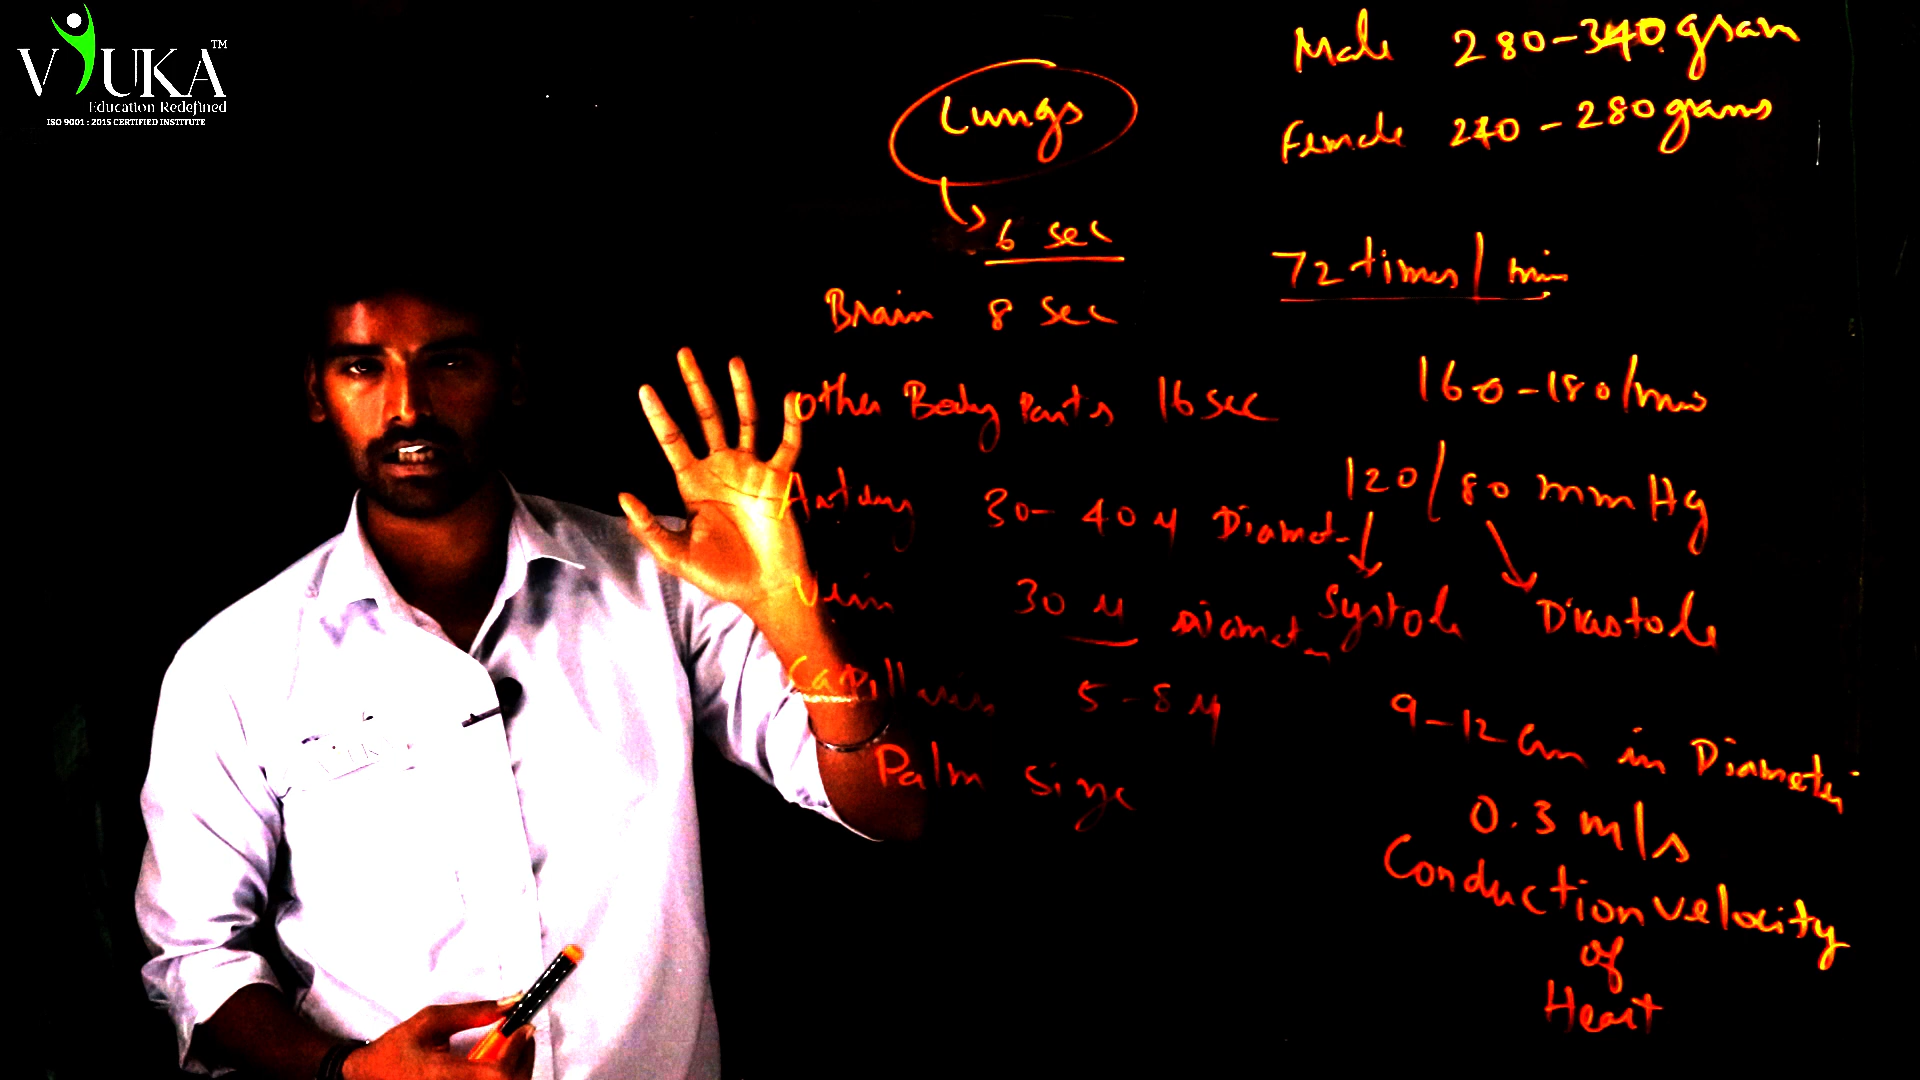 VYUKA™
Education Redefined
ISO 9001 : 2015 CERTIFIED INSTITUTE
Lungs
6 sec
Brain 8 sec
other Body Parts 16 sec
Artery 30-40 μ Diamet-
Vein 30 μ Diameter
Capillaries 5-8 μ
Palm size
Male 280-340 gram
Female 240-280 grams
72 times/min
160-180/min
120/80 mmHg
Systole Diastole
9-12 cm in Diameter
0.3 m/s
Conduction velocity
of
Heart